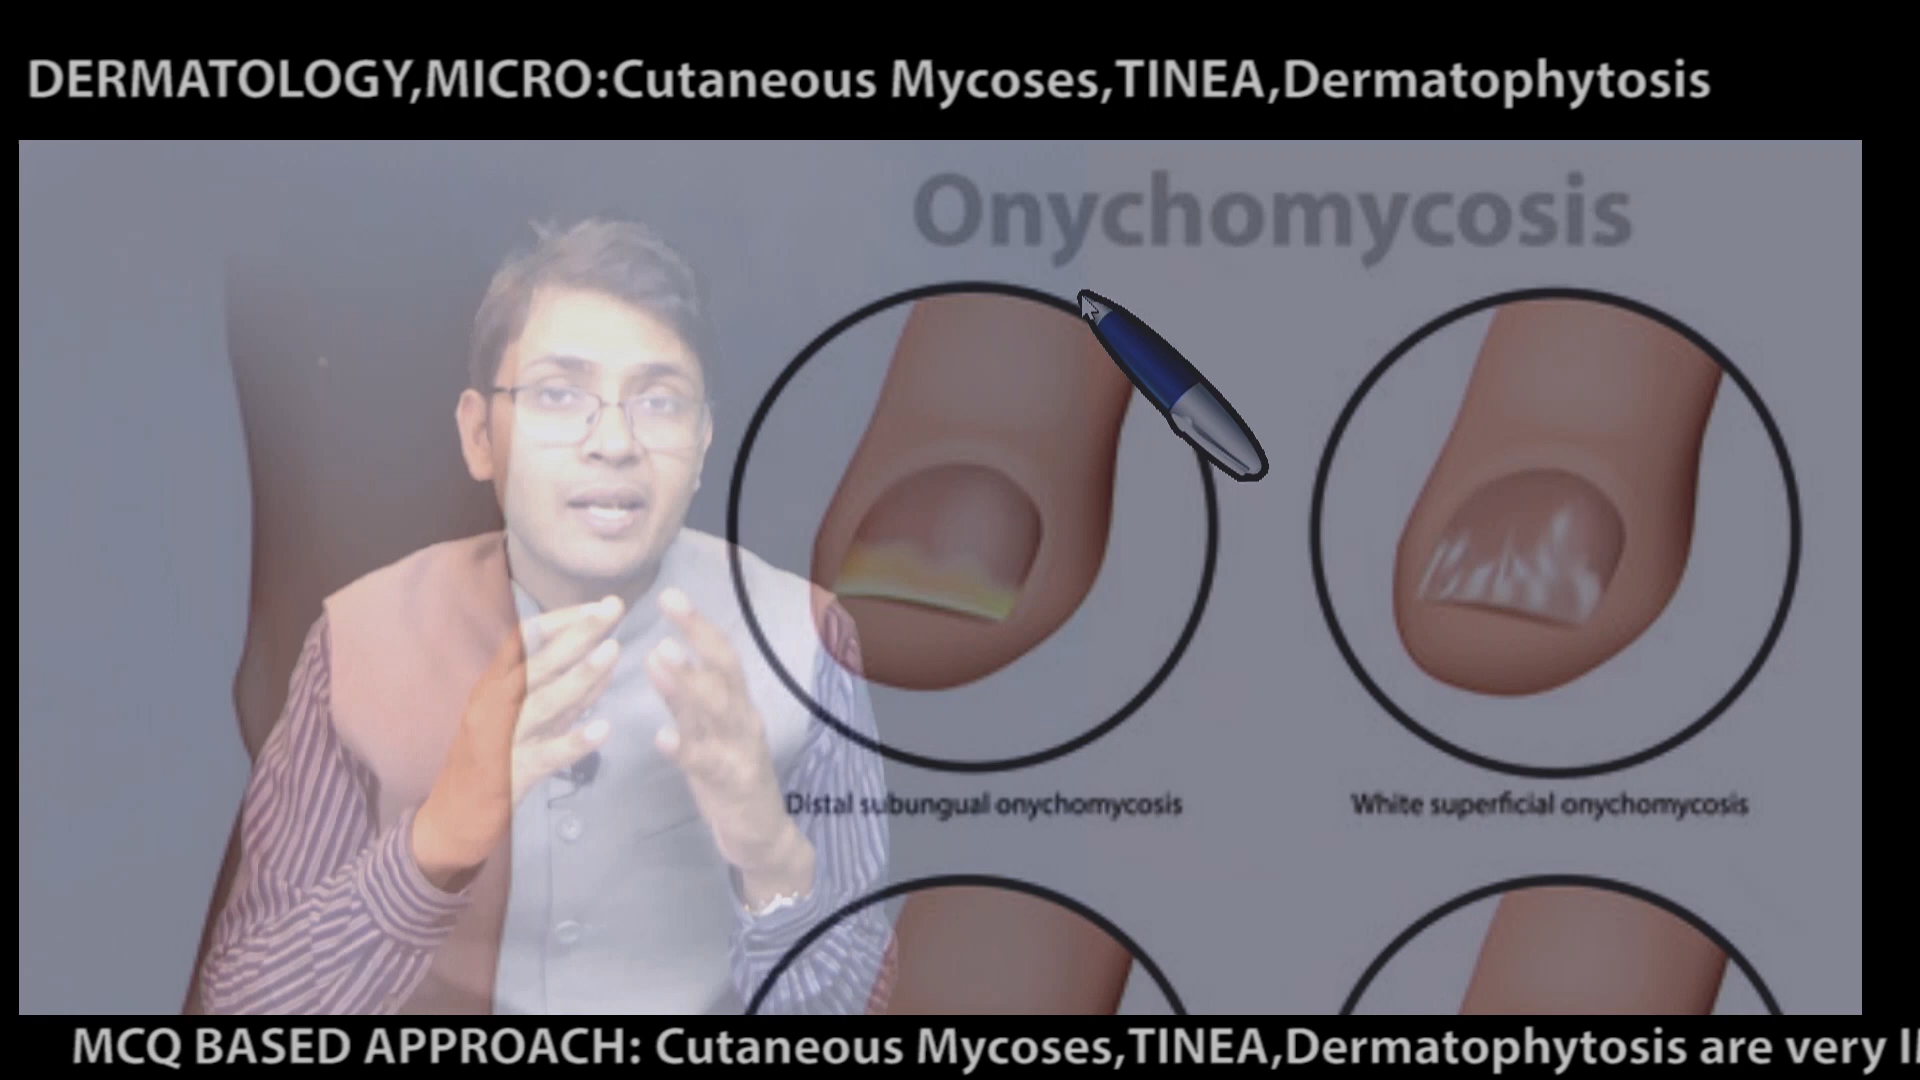 DERMATOLOGY,MICRO:Cutaneous Mycoses,TINEA,Dermatophytosis
Onychomycosis
Distal subungual onychomycosis
White superficial onychomycosis
MCQ BASED APPROACH: Cutaneous Mycoses,TINEA,Dermatophytosis are very